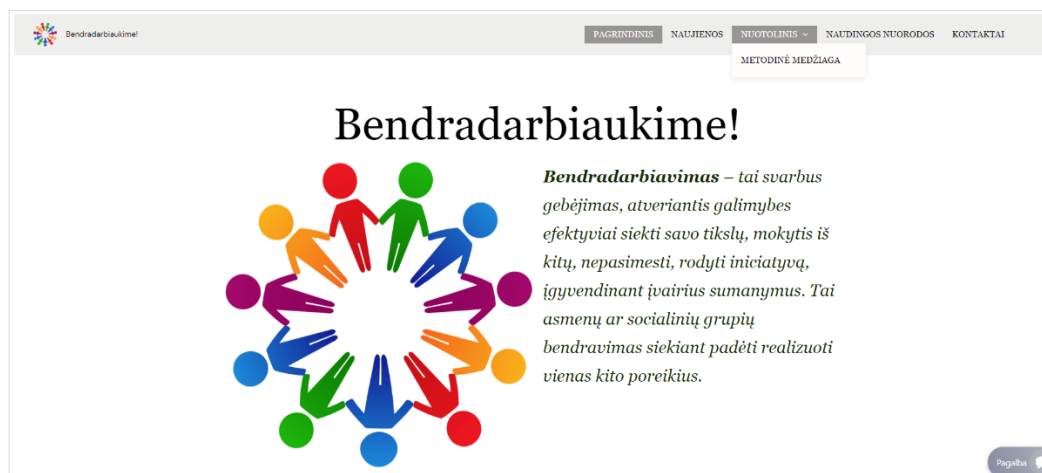 Bendradarbiaukime!
PAGRINDINIS NAUJIENOS NUOTOLINIS NAUDINGOS NUORODOS KONTAKTAI
METODINĖ MEDŽIAGA
Bendradarbiaukime!
Bendradarbiavimas – tai svarbus
gebėjimas, atveriantis galimybes
efektyviai siekti savo tikslų, mokytis iš
kitų, nepasimesti, rodyti iniciatyvą,
įgyvendinant įvairius sumanymus. Tai
asmenų ar socialinių grupių
bendravimas siekiant padėti realizuoti
vienas kito poreikius.
Pagalba